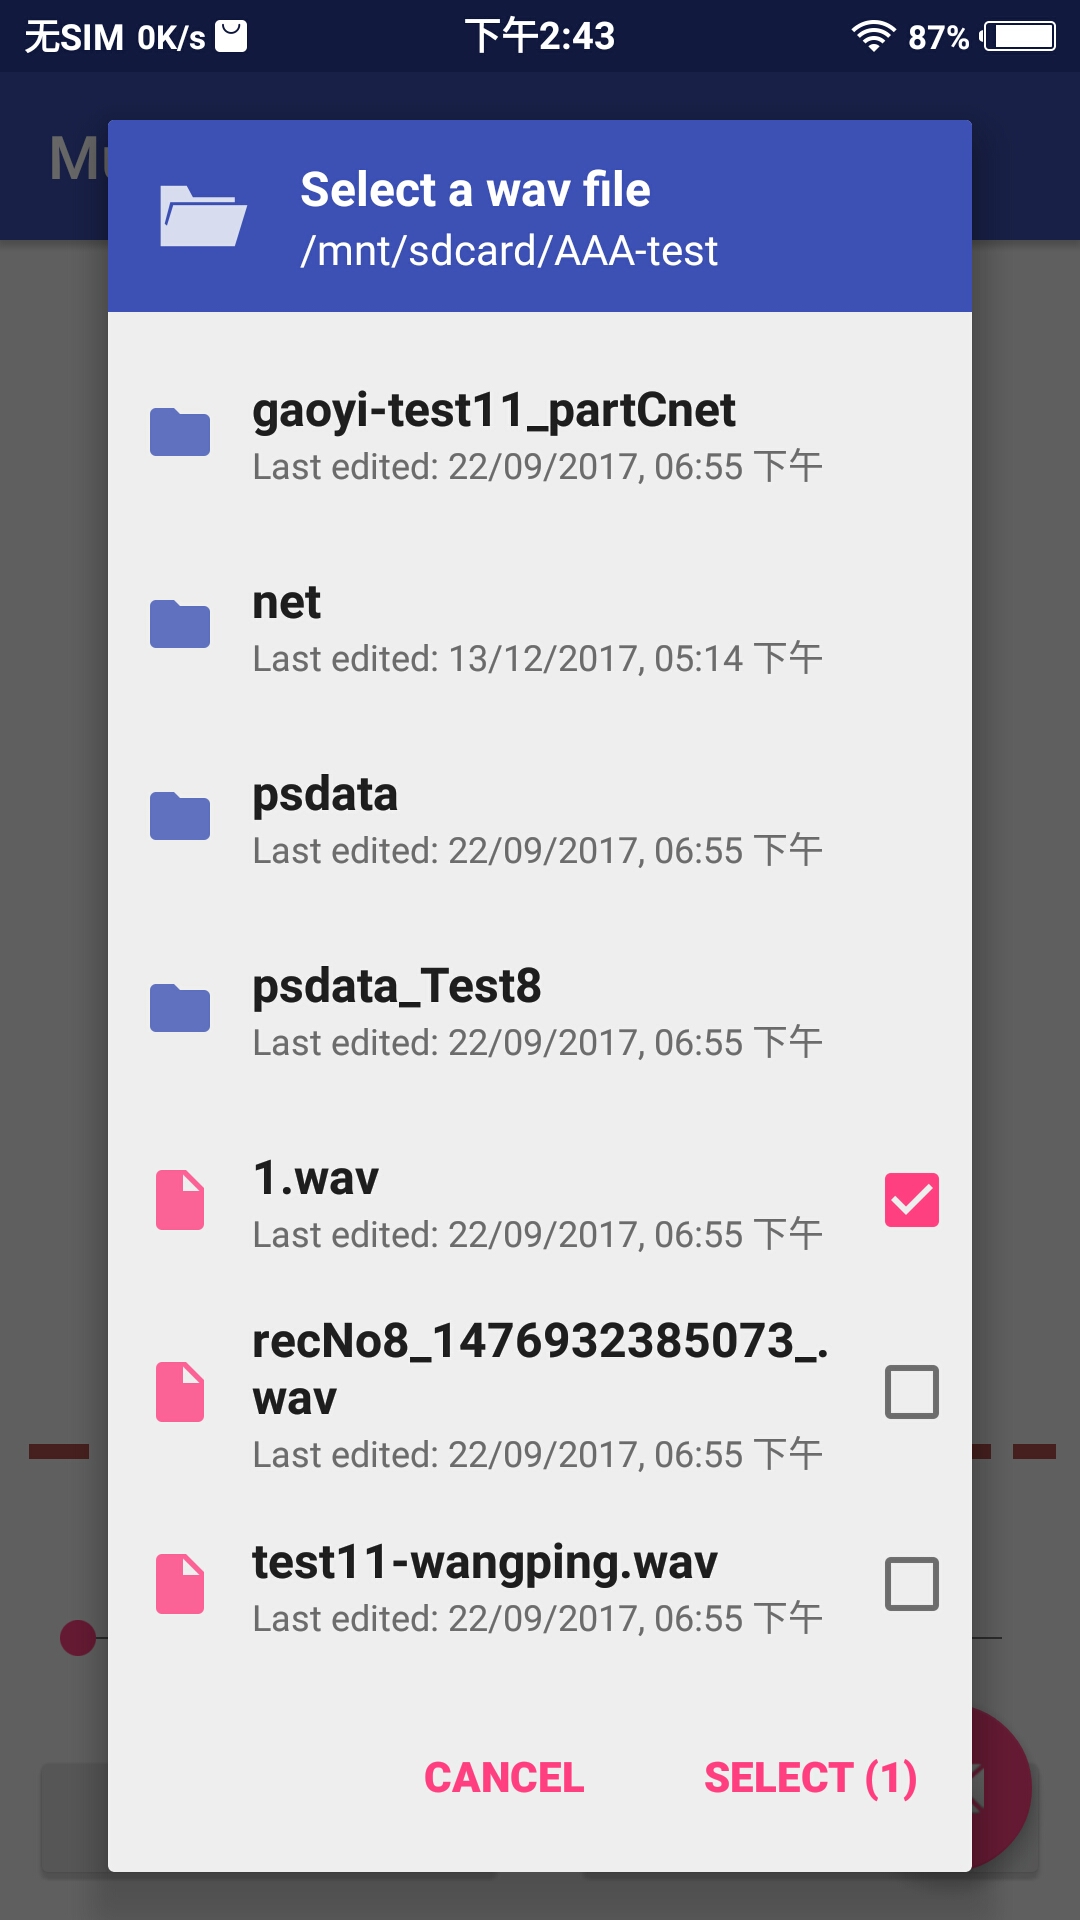 无SIM 0K/s 下午2:43 87%
Mu
Select a wav file
/mnt/sdcard/AAA-test
gaoyi-test11_partCnet
Last edited: 22/09/2017, 06:55 下午
net
Last edited: 13/12/2017, 05:14 下午
psdata
Last edited: 22/09/2017, 06:55 下午
psdata_Test8
Last edited: 22/09/2017, 06:55 下午
1.wav
Last edited: 22/09/2017, 06:55 下午
recNo8_1476932385073_.
wav
Last edited: 22/09/2017, 06:55 下午
test11-wangping.wav
Last edited: 22/09/2017, 06:55 下午
CANCEL SELECT (1)